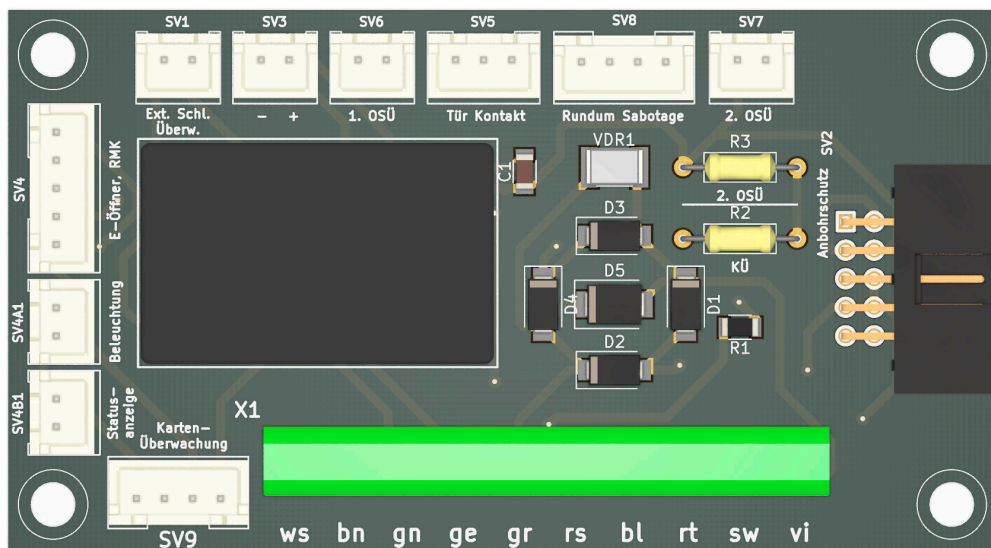 SV1
SV3
SV6
SV5
SV8
SV7
Ext. Schl.
Überw.
- +
1. OSÜ
Tür Kontakt
Rundum Sabotage
2. OSÜ
SV4
E-Öffner, RMK
C1
VDR1
R3
SV2
2. OSÜ
Anbohrschutz
D3
R2
KÜ
SV4A1
Beleuchtung
D4
D5
D1
R1
D2
SV4B1
Status-
anzeige
X1
Karten-
Überwachung
SV9
ws bn gn ge gr rs bl rt sw vi